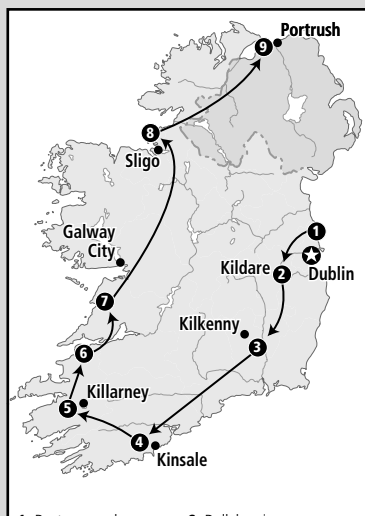 Portrush
9
8
Sligo
Galway
City
1
Kildare
2
Dublin
7
Kilkenny
3
6
Killarney
5
4
Kinsale